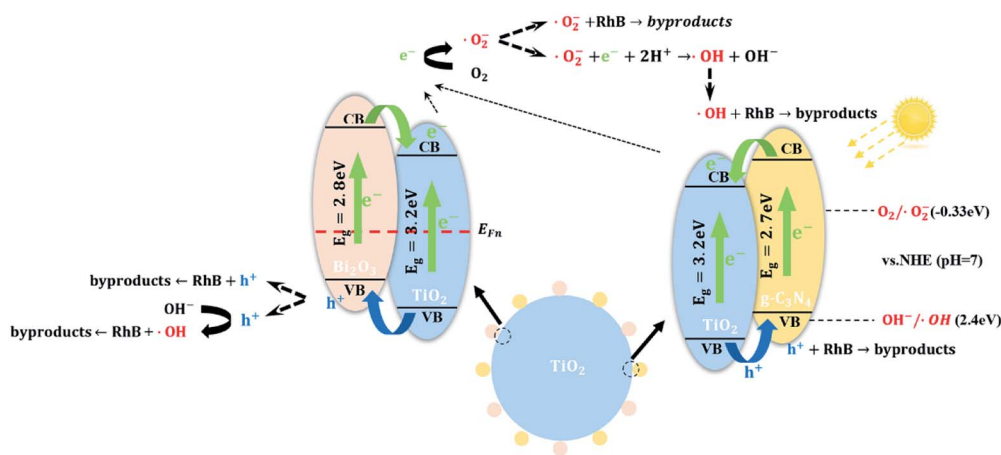 · O₂⁻ + RhB → byproducts
e⁻
· O₂⁻
· O₂⁻ + e⁻ + 2H⁺ → · OH + OH⁻
O₂
· OH + RhB → byproducts
CB
e⁻
CB
E_g = 2.8eV
e⁻
E_g = 3.2eV
e⁻
E_Fn
Bi₂O₃
VB
TiO₂
VB
h⁺
byproducts ← RhB + h⁺
OH⁻
h⁺
byproducts ← RhB + · OH
TiO₂
CB
e⁻
CB
E_g = 3.2eV
e⁻
E_g = 2.7eV
e⁻
O₂/· O₂⁻ (-0.33eV)
vs.NHE (pH=7)
g-C₃N₄
TiO₂
VB
VB
OH⁻/· OH (2.4eV)
h⁺
h⁺ + RhB → byproducts